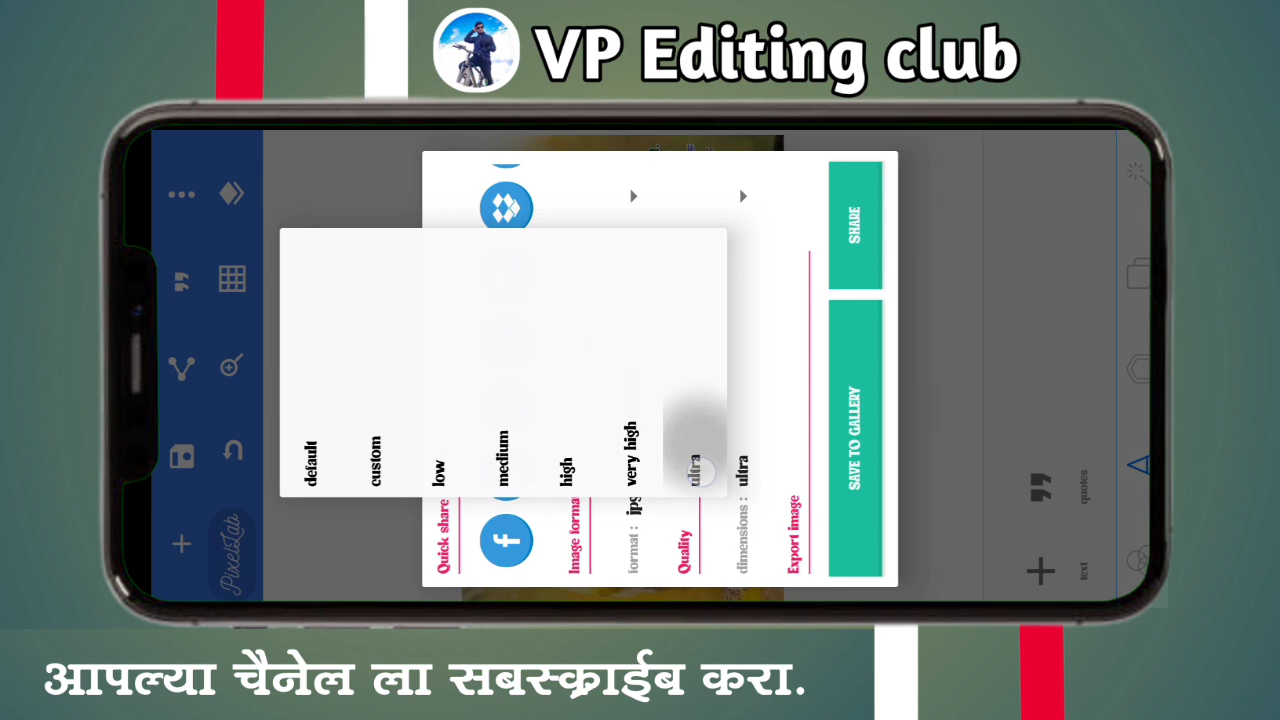 VP Editing club
PixelLab
Export image
dimensions : ultra
Quality
format : jpg
Image format
Quick share
default
custom
low
medium
high
very high
ultra
SAVE TO GALLERY
SHARE
text
quotes
आपल्या चैनेल ला सबस्क्राईब करा.